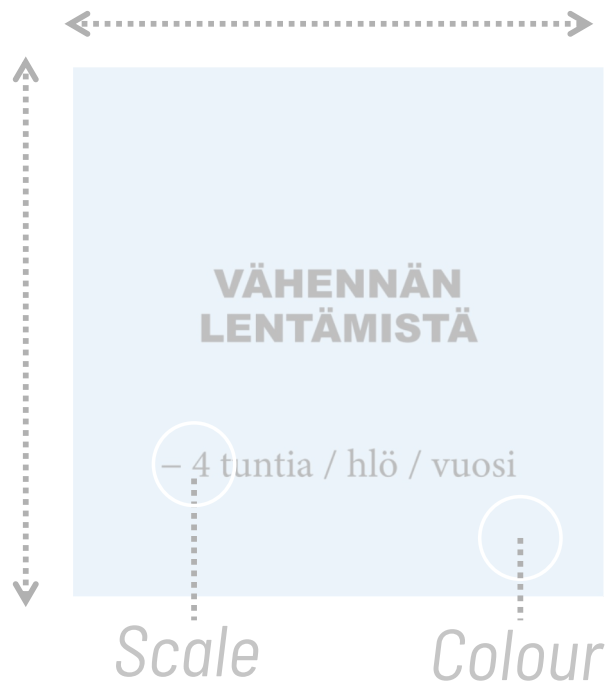 VÄHENNÄN
LENTÄMISTÄ
– 4 tuntia / hlö / vuosi
Scale
Colour